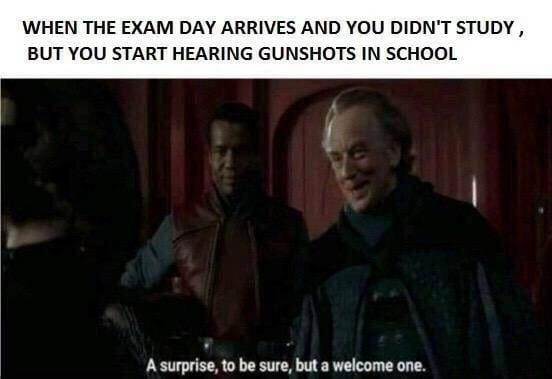 WHEN THE EXAM DAY ARRIVES AND YOU DIDN'T STUDY ,
BUT YOU START HEARING GUNSHOTS IN SCHOOL
A surprise, to be sure, but a welcome one.